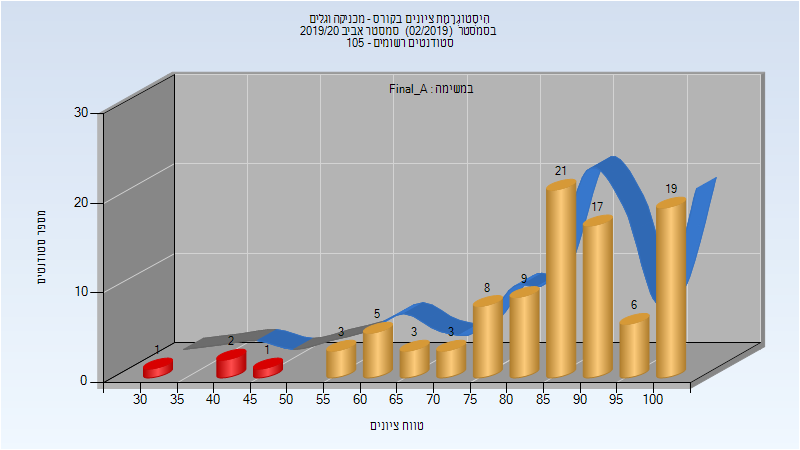 היסטוגרמת ציונים בקורס - מכניקה וגלים
בסמסטר (02/2019) סמסטר אביב 2019/20
סטודנטים רשומים - 105
במשימה : Final_A
מספר סטודנטים
30
20
10
0
1
2
1
3
5
3
3
8
9
21
17
6
19
30 35 40 45 50 55 60 65 70 75 80 85 90 95 100
טווח ציונים